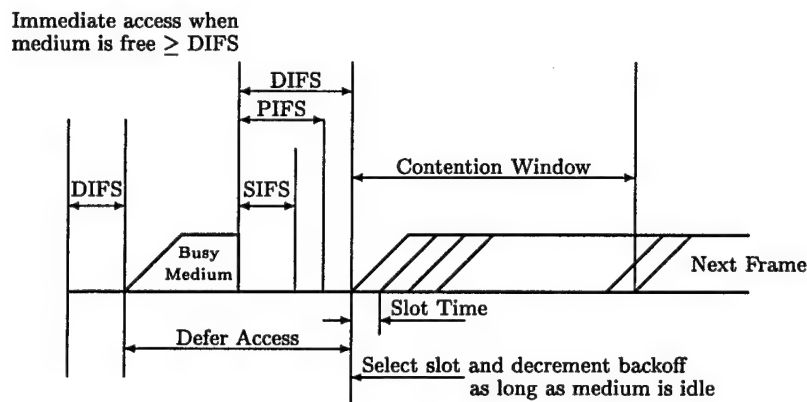 Immediate access when
medium is free ≥ DIFS
DIFS
PIFS
DIFS
SIFS
Contention Window
Busy
Medium
Next Frame
Slot Time
Defer Access
Select slot and decrement backoff
as long as medium is idle